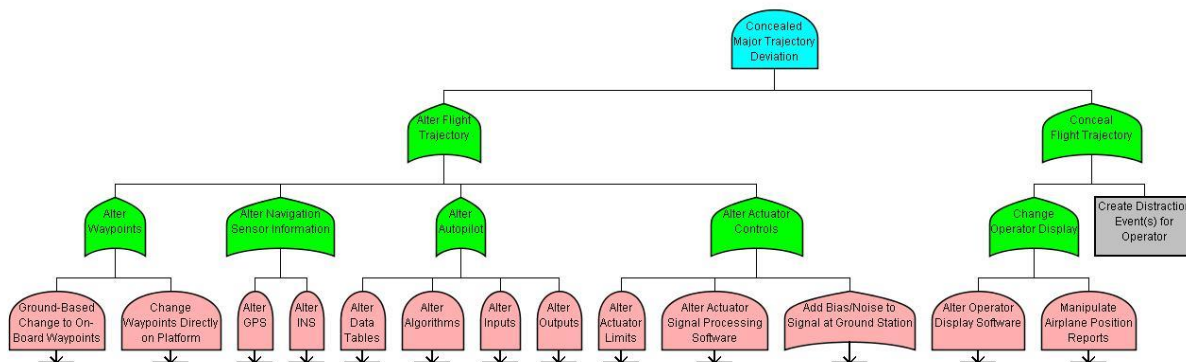 Concealed
Major Trajectory
Deviation
Alter Flight
Trajectory
Conceal
Flight Trajectory
Alter
Waypoints
Alter Navigation
Sensor Information
Alter
Autopilot
Alter Actuator
Controls
Change
Operator Display
Create Distraction
Event(s) for
Operator
Ground-Based
Change to On-
Board Waypoints
Change
Waypoints Directly
on Platform
Alter
GPS
Alter
INS
Alter
Data
Tables
Alter
Algorithms
Alter
Inputs
Alter
Outputs
Alter
Actuator
Limits
Alter Actuator
Signal Processing
Software
Add Bias/Noise to
Signal at Ground Station
Alter Operator
Display Software
Manipulate
Airplane Position
Reports